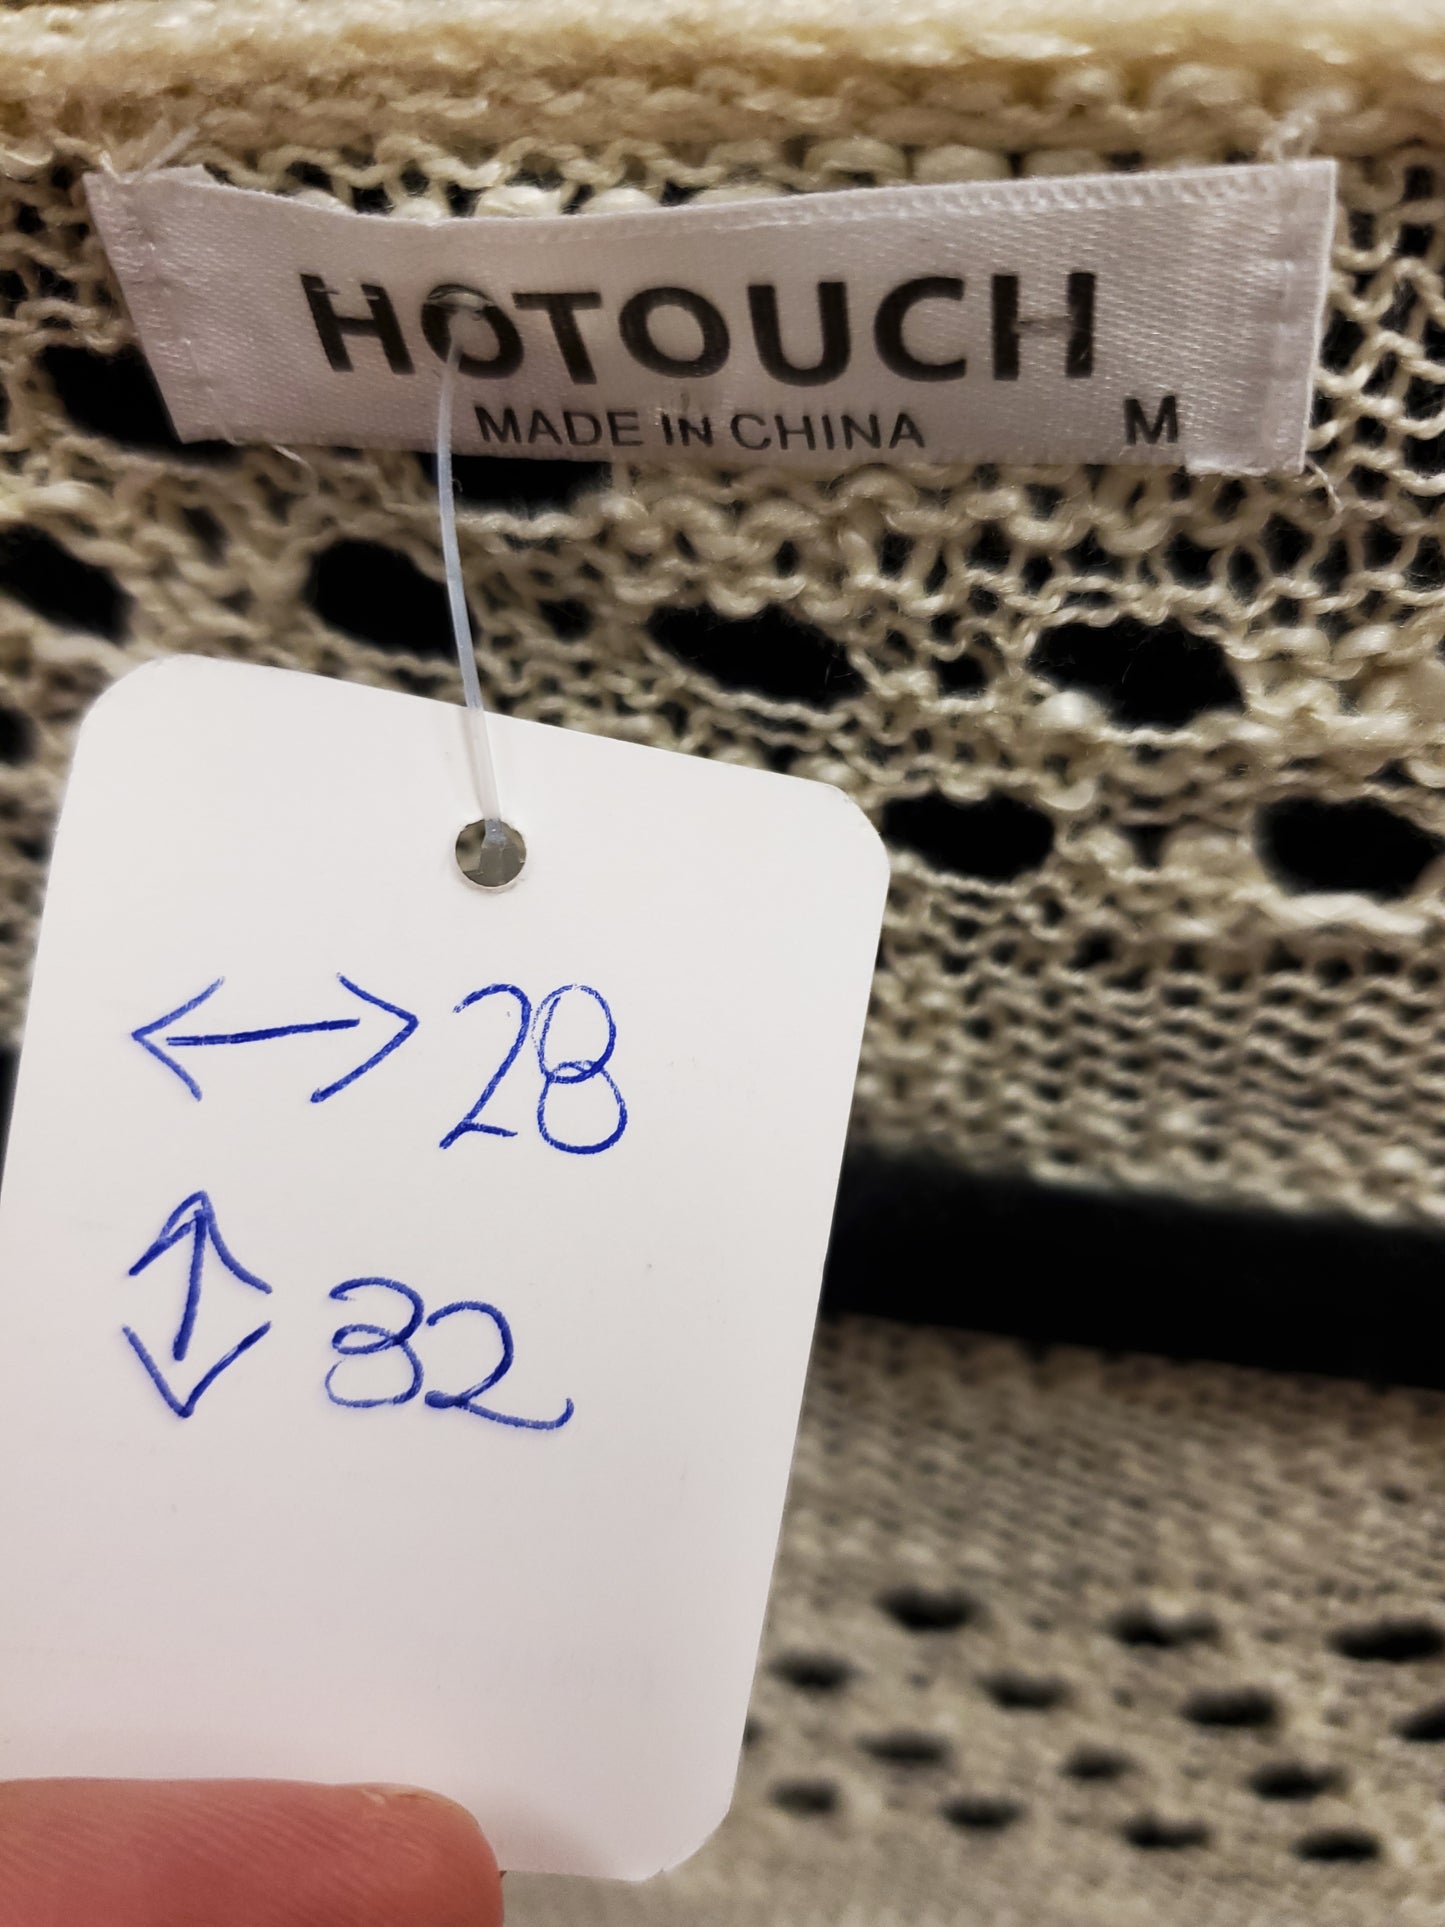 HOTOUCH
MADE IN CHINA M
↔ 28
↕ 32